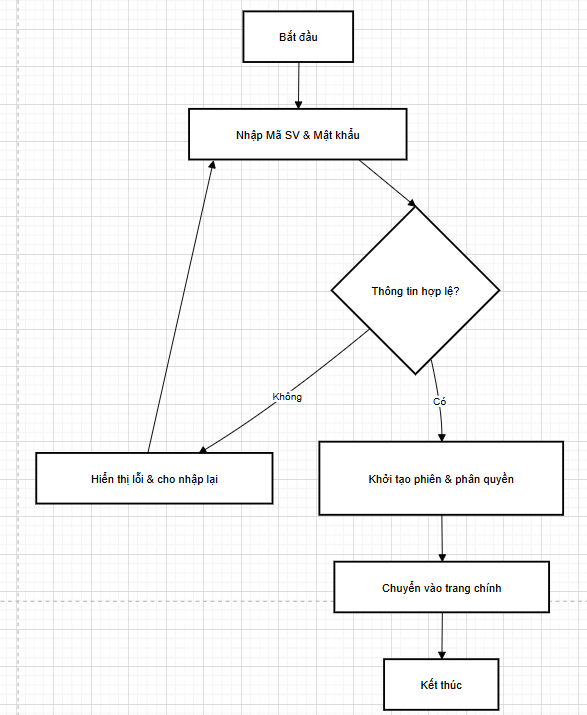 Bắt đầu
Nhập Mã SV & Mật khẩu
Thông tin hợp lệ?
Không
Có
Hiển thị lỗi & cho nhập lại
Khởi tạo phiên & phân quyền
Chuyển vào trang chính
Kết thúc